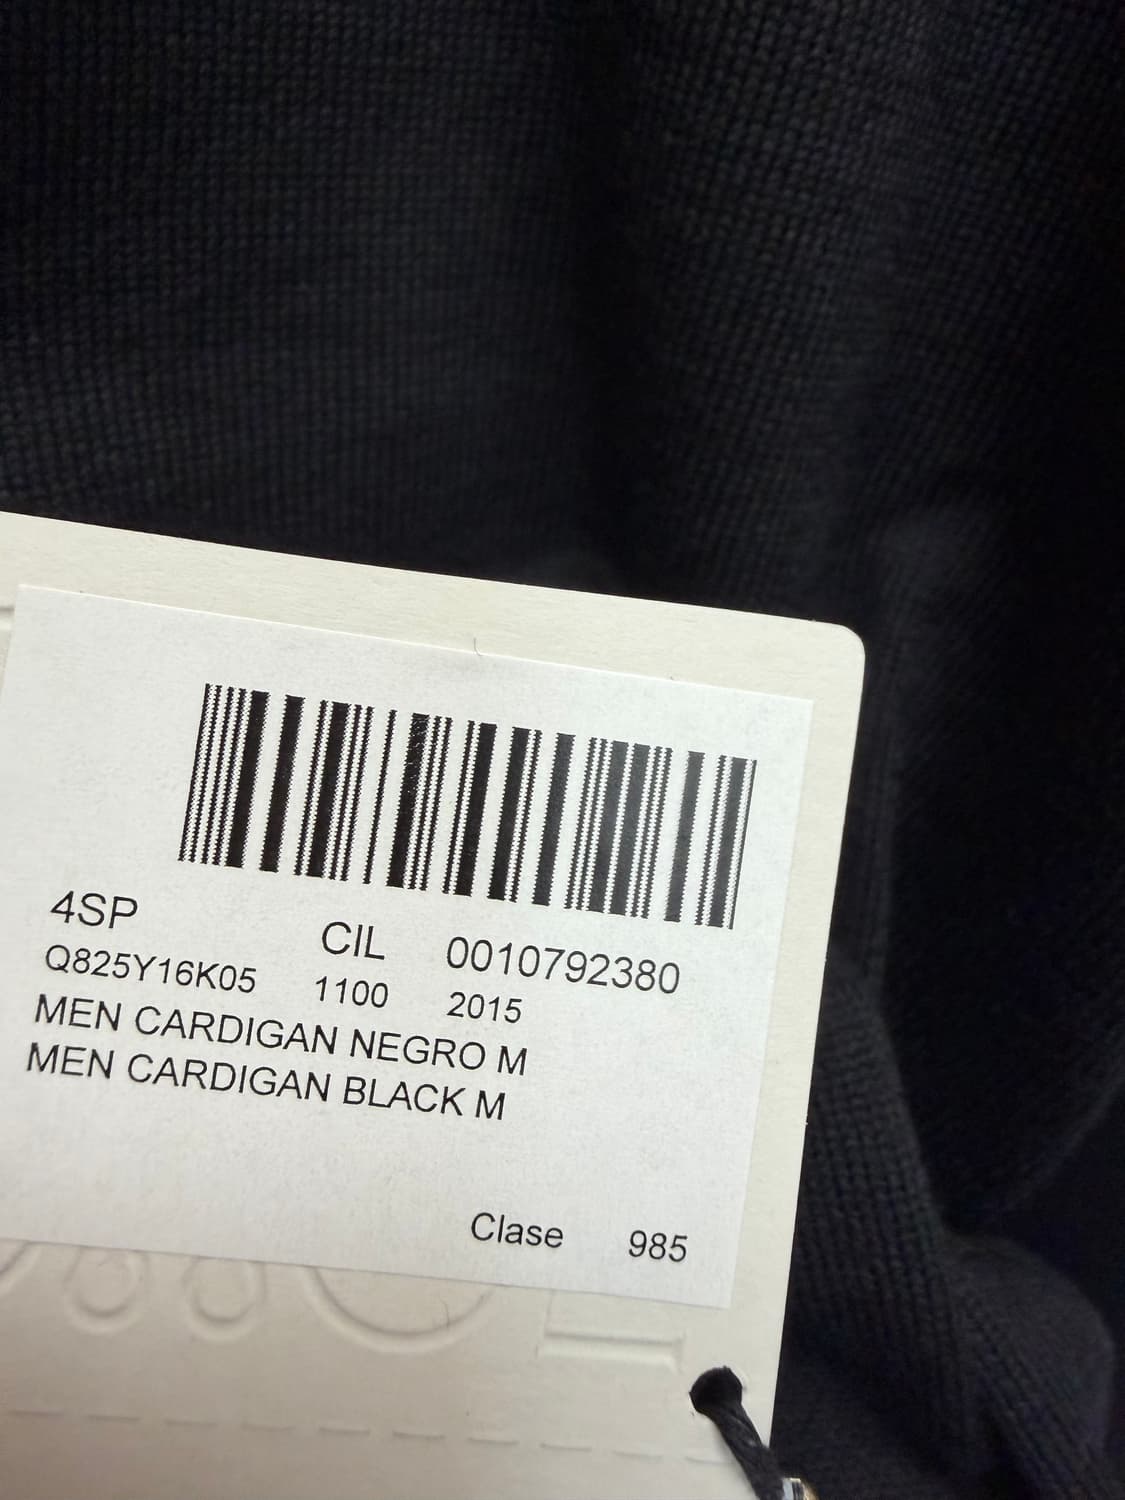 4SP CIL 0010792380
Q825Y16K05 1100 2015
MEN CARDIGAN NEGRO M
MEN CARDIGAN BLACK M
Clase 985